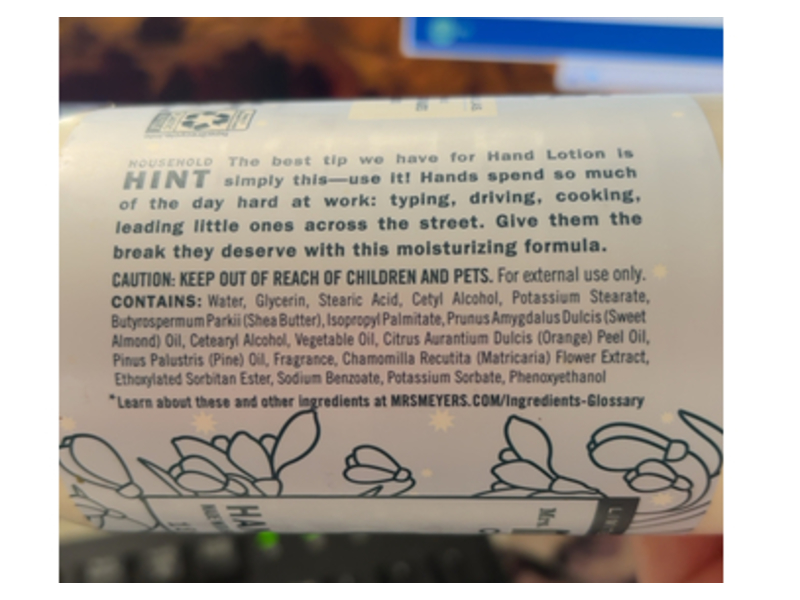 HOUSEHOLD The best tip we have for Hand Lotion is
HINT simply this—use it! Hands spend so much
of the day hard at work: typing, driving, cooking,
leading little ones across the street. Give them the
break they deserve with this moisturizing formula.
CAUTION: KEEP OUT OF REACH OF CHILDREN AND PETS. For external use only.
CONTAINS: Water, Glycerin, Stearic Acid, Cetyl Alcohol, Potassium Stearate,
Butyrospermum Parkii (Shea Butter), Isopropyl Palmitate, Prunus Amygdalus Dulcis (Sweet
Almond) Oil, Cetearyl Alcohol, Vegetable Oil, Citrus Aurantium Dulcis (Orange) Peel Oil,
Pinus Palustris (Pine) Oil, Fragrance, Chamomilla Recutita (Matricaria) Flower Extract,
Ethoxylated Sorbitan Ester, Sodium Benzoate, Potassium Sorbate, Phenoxyethanol
*Learn about these and other ingredients at MRSMEYERS.COM/Ingredients-Glossary
Mrs.
HA